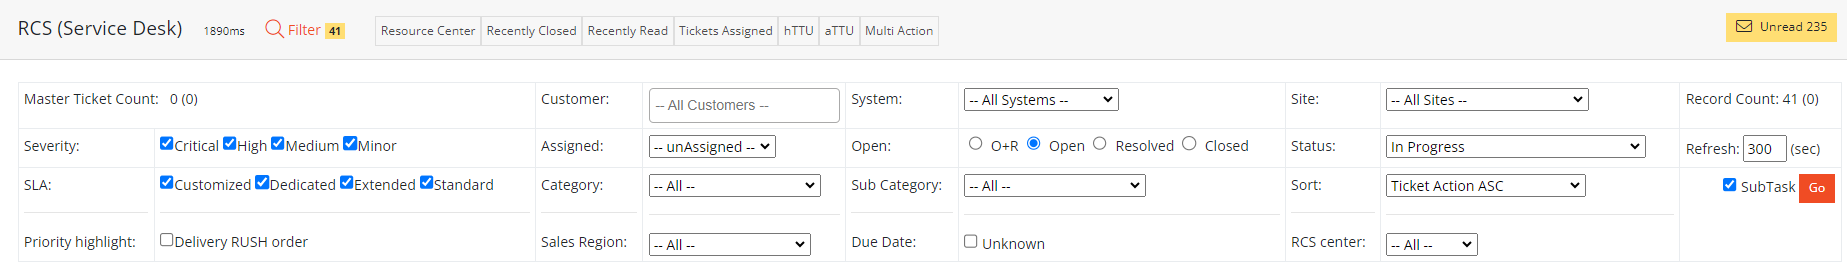 RCS (Service Desk) 1890ms Filter 41 Resource Center Recently Closed Recently Read Tickets Assigned hTTU aTTU Multi Action Unread 235
Master Ticket Count: 0 (0) Customer: -- All Customers -- System: -- All Systems -- Site: -- All Sites -- Record Count: 41 (0)
Severity: Critical High Medium Minor Assigned: -- unAssigned -- Open: O+R Open Resolved Closed Status: In Progress Refresh: 300 (sec)
SLA: Customized Dedicated Extended Standard Category: -- All -- Sub Category: -- All -- Sort: Ticket Action ASC SubTask Go
Priority highlight: Delivery RUSH order Sales Region: -- All -- Due Date: Unknown RCS center: -- All --